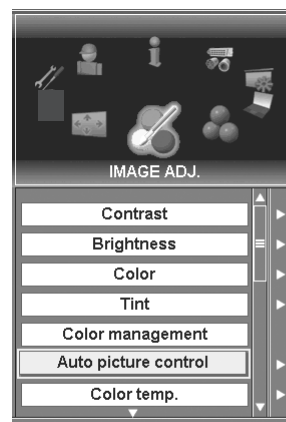 IMAGE ADJ.
Contrast
Brightness
Color
Tint
Color management
Auto picture control
Color temp.